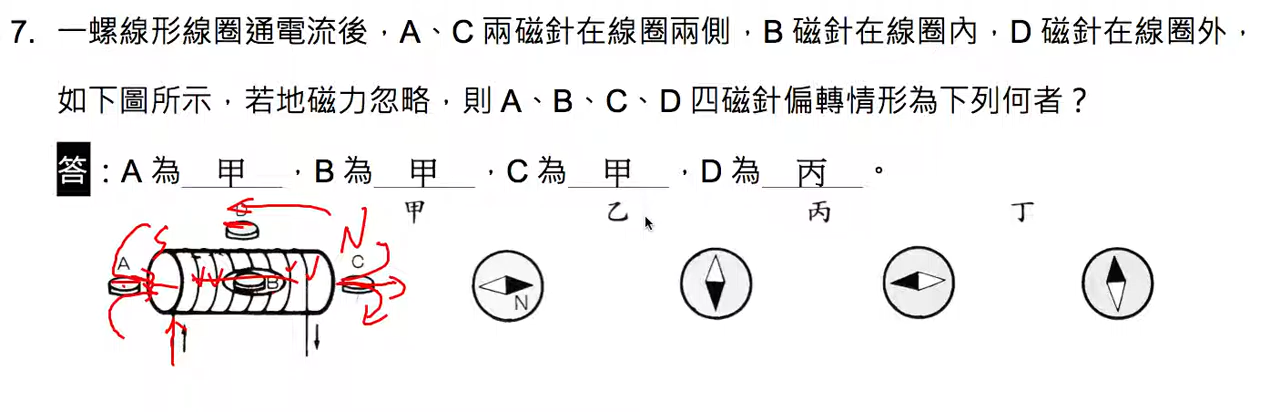 7. 一螺線形線圈通電流後，A、C 兩磁針在線圈兩側，B 磁針在線圈內，D 磁針在線圈外，
如下圖所示，若地磁力忽略，則 A、B、C、D 四磁針偏轉情形為下列何者？
答：A 為 甲 ，B 為 甲 ，C 為 甲 ，D 為 丙 。
甲 乙 丙 丁
D
S N
A C
B
N